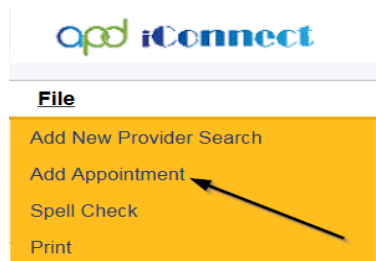 apd iConnect
File
Add New Provider Search
Add Appointment
Spell Check
Print